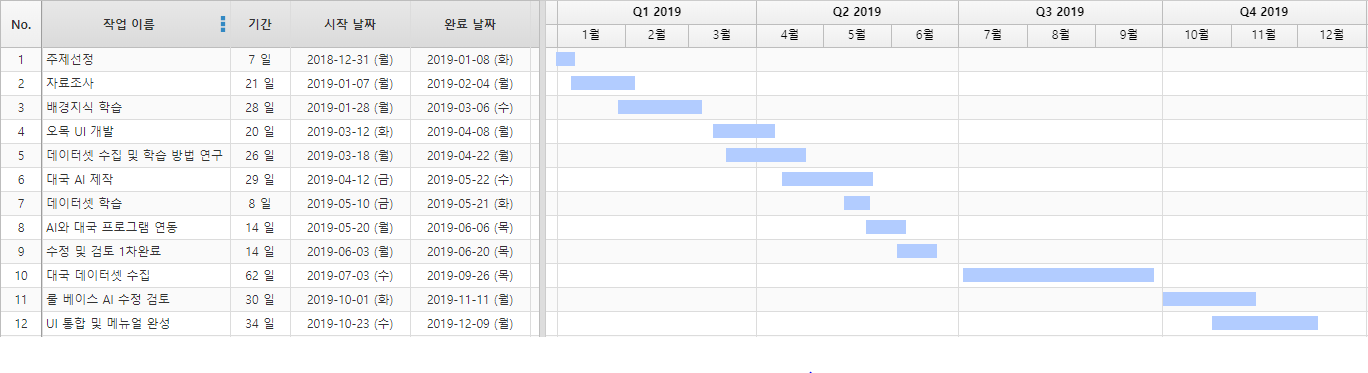 No. 작업 이름 기간 시작 날짜 완료 날짜 Q1 2019 Q2 2019 Q3 2019 Q4 2019
1월 2월 3월 4월 5월 6월 7월 8월 9월 10월 11월 12월
1 주제선정 7 일 2018-12-31 (월) 2019-01-08 (화)
2 자료조사 21 일 2019-01-07 (월) 2019-02-04 (월)
3 배경지식 학습 28 일 2019-01-28 (월) 2019-03-06 (수)
4 오목 UI 개발 20 일 2019-03-12 (화) 2019-04-08 (월)
5 데이터셋 수집 및 학습 방법 연구 26 일 2019-03-18 (월) 2019-04-22 (월)
6 대국 AI 제작 29 일 2019-04-12 (금) 2019-05-22 (수)
7 데이터셋 학습 8 일 2019-05-10 (금) 2019-05-21 (화)
8 AI와 대국 프로그램 연동 14 일 2019-05-20 (월) 2019-06-06 (목)
9 수정 및 검토 1차완료 14 일 2019-06-03 (월) 2019-06-20 (목)
10 대국 데이터셋 수집 62 일 2019-07-03 (수) 2019-09-26 (목)
11 룰 베이스 AI 수정 검토 30 일 2019-10-01 (화) 2019-11-11 (월)
12 UI 통합 및 메뉴얼 완성 34 일 2019-10-23 (수) 2019-12-09 (월)